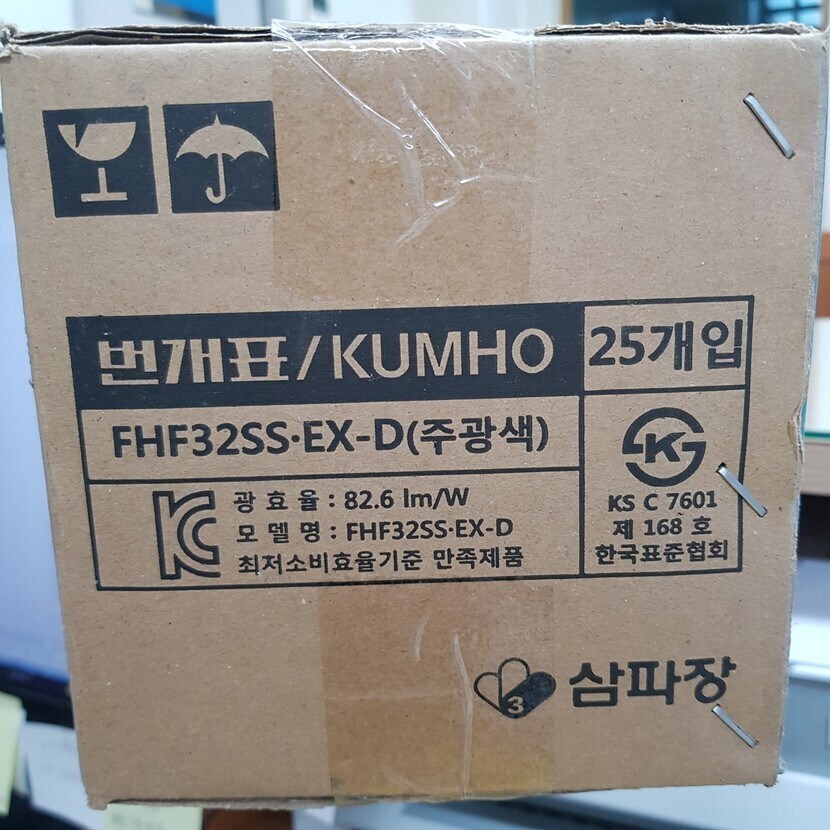 번개표/KUMHO
25개입
FHF32SS·EX-D(주광색)
광효율 : 82.6 lm/W
모델명 : FHF32SS·EX-D
최저소비효율기준 만족제품
KS C 7601
제 168 호
한국표준협회
3 삼파장